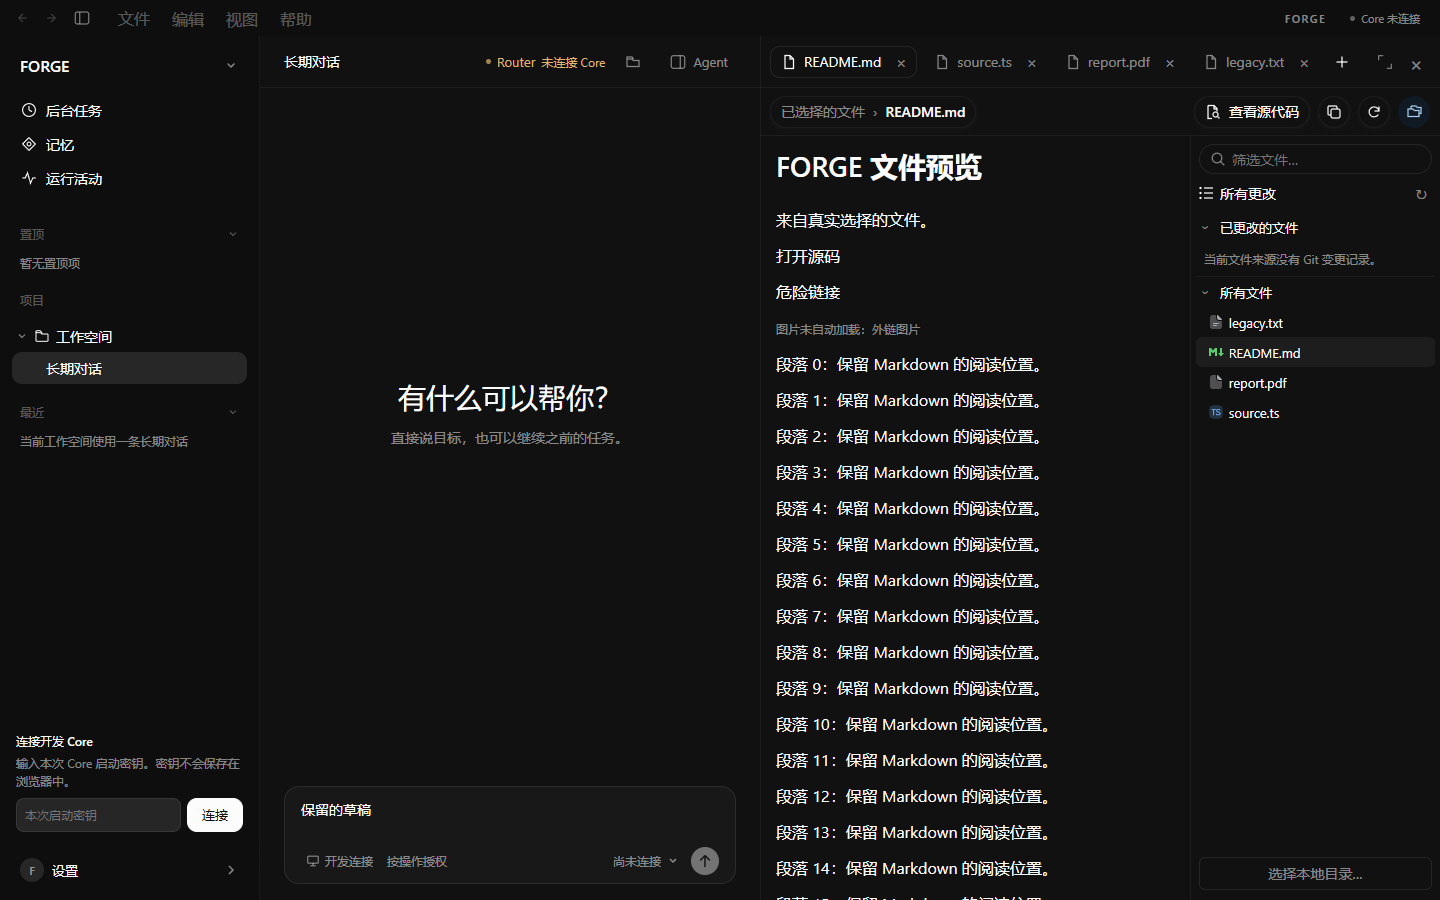 文件 编辑 视图 帮助
FORGE Core 未连接
FORGE
后台任务
记忆
运行活动
置顶
暂无置顶项
项目
工作空间
长期对话
最近
当前工作空间使用一条长期对话
连接开发 Core
输入本次 Core 启动密钥。密钥不会保存在
浏览器中。
本次启动密钥 连接
F 设置
长期对话 Router 未连接 Core Agent
有什么可以帮你？
直接说目标，也可以继续之前的任务。
保留的草稿
开发连接 按操作授权 尚未连接
README.md × source.ts × report.pdf × legacy.txt × + ×
已选择的文件 › README.md 查看源代码
FORGE 文件预览
来自真实选择的文件。
打开源码
危险链接
图片未自动加载：外链图片
段落 0：保留 Markdown 的阅读位置。
段落 1：保留 Markdown 的阅读位置。
段落 2：保留 Markdown 的阅读位置。
段落 3：保留 Markdown 的阅读位置。
段落 4：保留 Markdown 的阅读位置。
段落 5：保留 Markdown 的阅读位置。
段落 6：保留 Markdown 的阅读位置。
段落 7：保留 Markdown 的阅读位置。
段落 8：保留 Markdown 的阅读位置。
段落 9：保留 Markdown 的阅读位置。
段落 10：保留 Markdown 的阅读位置。
段落 11：保留 Markdown 的阅读位置。
段落 12：保留 Markdown 的阅读位置。
段落 13：保留 Markdown 的阅读位置。
段落 14：保留 Markdown 的阅读位置。
筛选文件...
所有更改
已更改的文件
当前文件来源没有 Git 变更记录。
所有文件
legacy.txt
M↓ README.md
report.pdf
TS source.ts
选择本地目录...